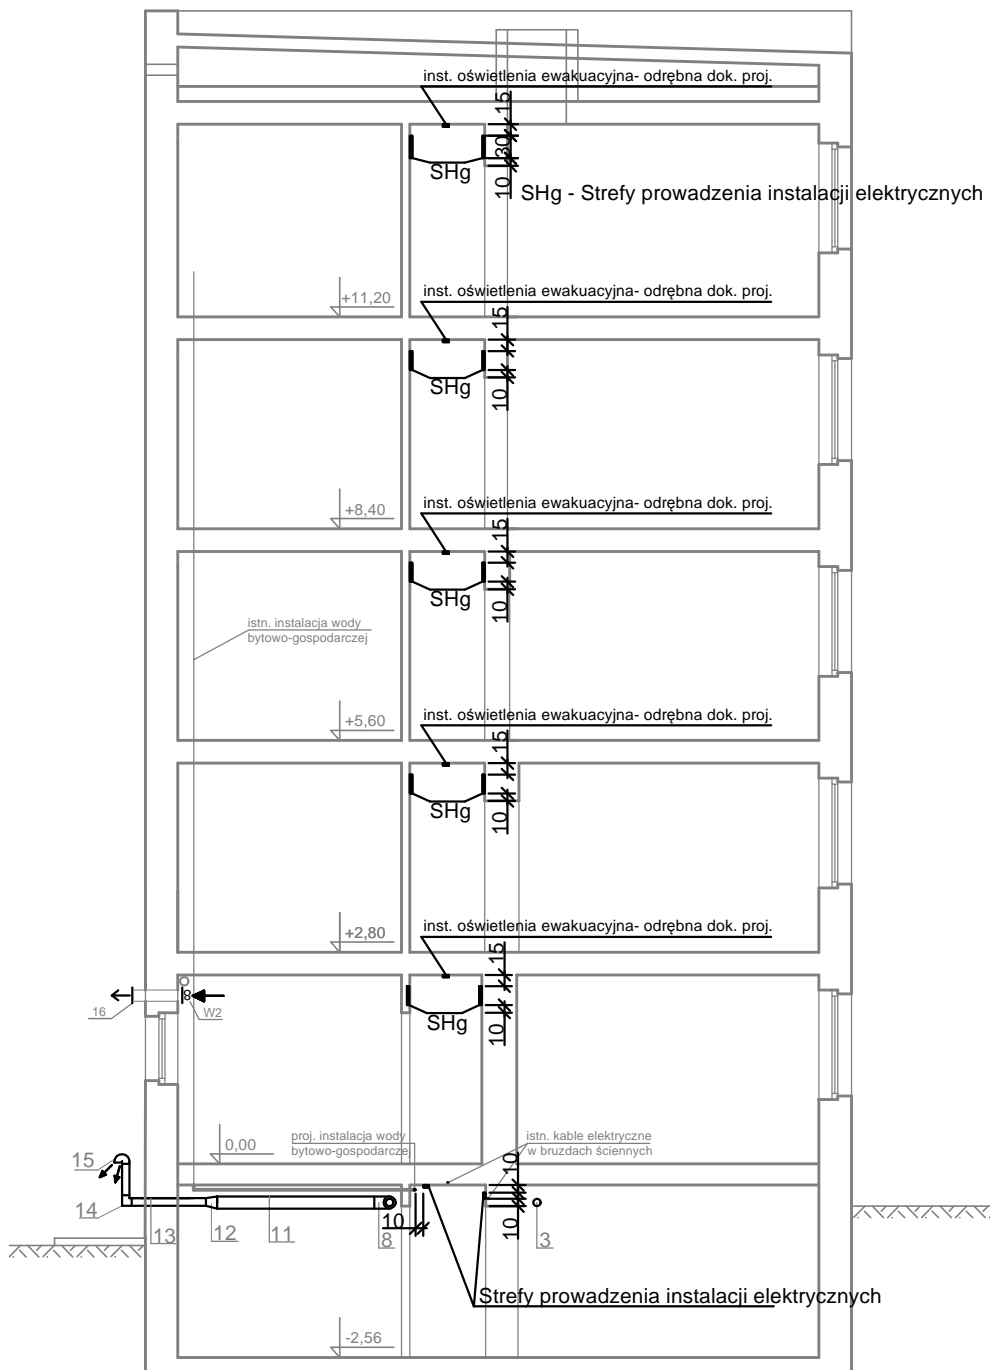 inst. oświetlenia ewakuacyjna- odrębna dok. proj.
15
30
10
SHg
SHg - Strefy prowadzenia instalacji elektrycznych
+11,20
inst. oświetlenia ewakuacyjna- odrębna dok. proj.
15
SHg
10
+8,40
inst. oświetlenia ewakuacyjna- odrębna dok. proj.
15
SHg
10
istn. instalacja wody
bytowo-gospodarczej
+5,60
inst. oświetlenia ewakuacyjna- odrębna dok. proj.
15
SHg
10
+2,80
inst. oświetlenia ewakuacyjna- odrębna dok. proj.
15
16
W2
SHg
10
0,00
proj. instalacja wody
bytowo-gospodarczej
istn. kable elektryczne
w bruzdach ściennych
15
10
14
13
12
11
10
8
10
3
Strefy prowadzenia instalacji elektrycznych
-2,56